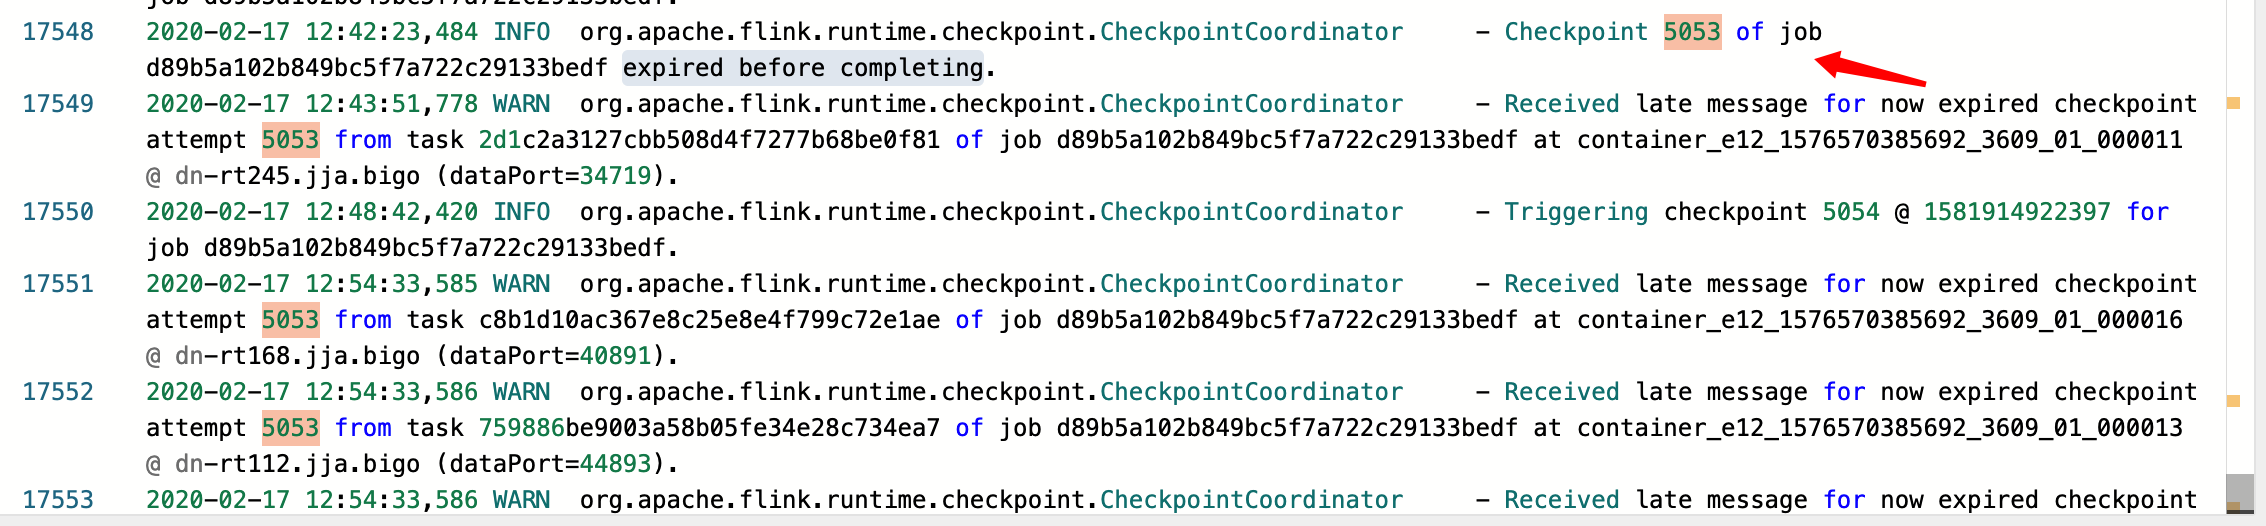 job d89b5a102b849bc5f7a722c29133bedf.
17548 2020-02-17 12:42:23,484 INFO  org.apache.flink.runtime.checkpoint.CheckpointCoordinator     - Checkpoint 5053 of job
d89b5a102b849bc5f7a722c29133bedf expired before completing.
17549 2020-02-17 12:43:51,778 WARN  org.apache.flink.runtime.checkpoint.CheckpointCoordinator     - Received late message for now expired checkpoint
attempt 5053 from task 2d1c2a3127cbb508d4f7277b68be0f81 of job d89b5a102b849bc5f7a722c29133bedf at container_e12_1576570385692_3609_01_000011
@ dn-rt245.jja.bigo (dataPort=34719).
17550 2020-02-17 12:48:42,420 INFO  org.apache.flink.runtime.checkpoint.CheckpointCoordinator     - Triggering checkpoint 5054 @ 1581914922397 for
job d89b5a102b849bc5f7a722c29133bedf.
17551 2020-02-17 12:54:33,585 WARN  org.apache.flink.runtime.checkpoint.CheckpointCoordinator     - Received late message for now expired checkpoint
attempt 5053 from task c8b1d10ac367e8c25e8e4f799c72e1ae of job d89b5a102b849bc5f7a722c29133bedf at container_e12_1576570385692_3609_01_000016
@ dn-rt168.jja.bigo (dataPort=40891).
17552 2020-02-17 12:54:33,586 WARN  org.apache.flink.runtime.checkpoint.CheckpointCoordinator     - Received late message for now expired checkpoint
attempt 5053 from task 759886be9003a58b05fe34e28c734ea7 of job d89b5a102b849bc5f7a722c29133bedf at container_e12_1576570385692_3609_01_000013
@ dn-rt112.jja.bigo (dataPort=44893).
17553 2020-02-17 12:54:33,586 WARN  org.apache.flink.runtime.checkpoint.CheckpointCoordinator     - Received late message for now expired checkpoint